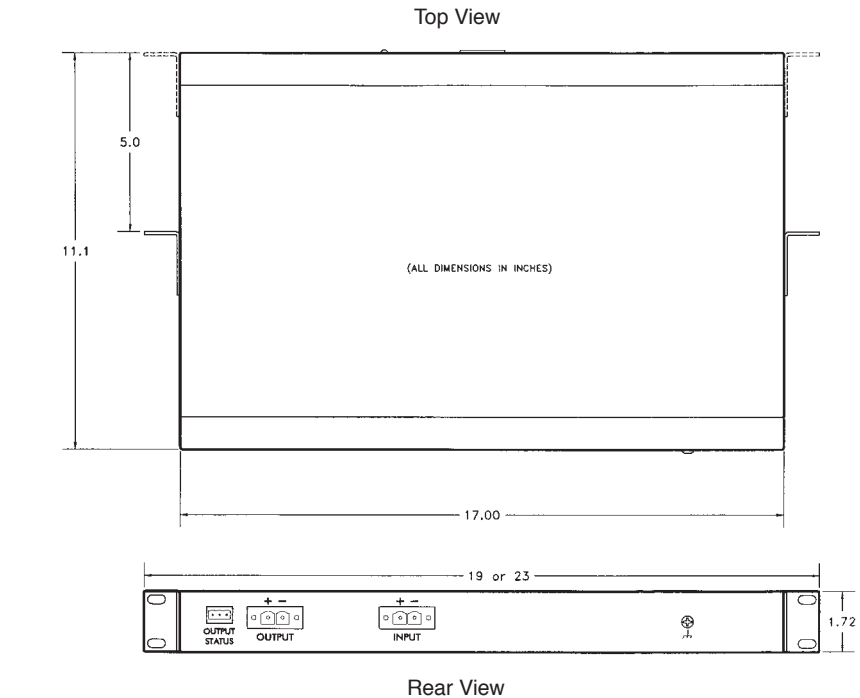 Top View
5.0
11.1
(ALL DIMENSIONS IN INCHES)
17.00
19 or 23
+ - + -
1.72
OUTPUT STATUS
OUTPUT
INPUT
Rear View